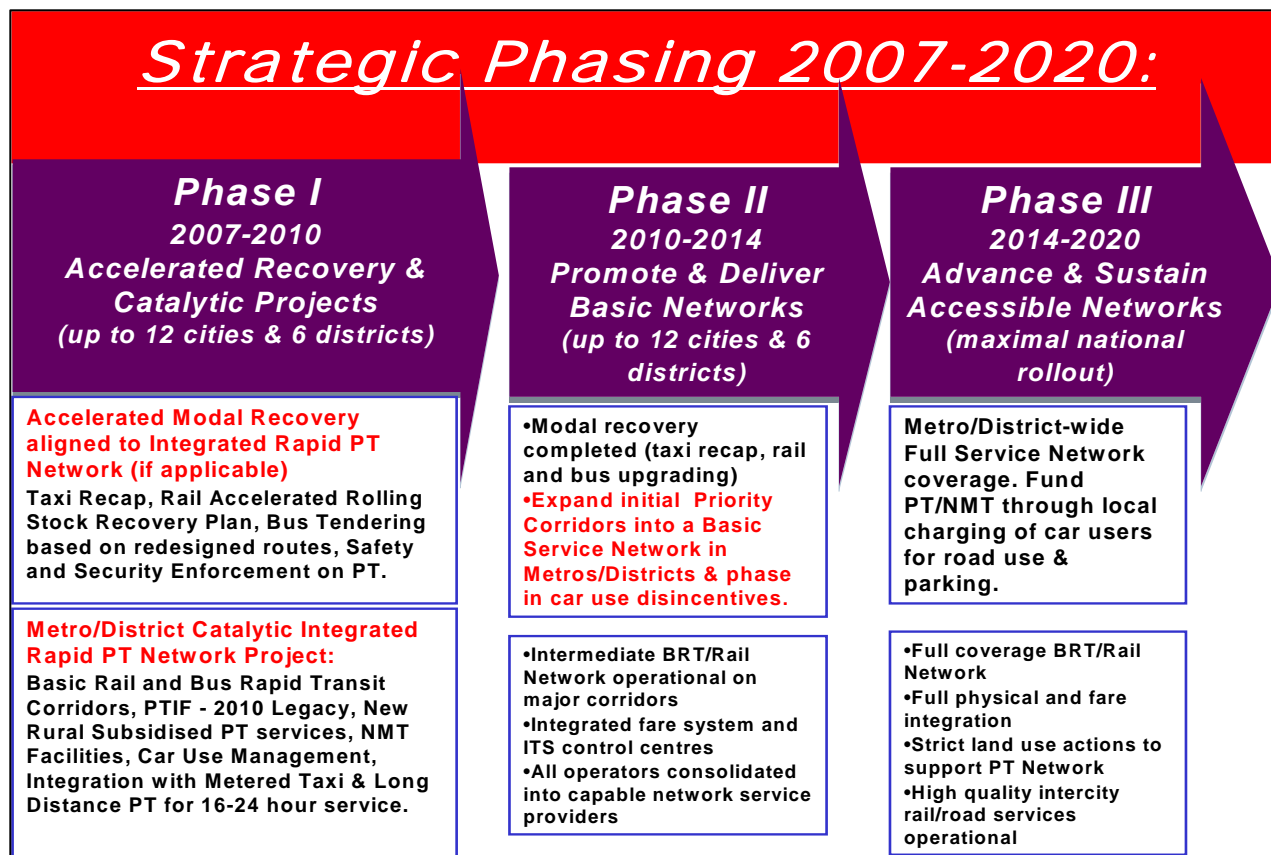 Strategic Phasing 2007-2020:
Phase I
2007-2010
Accelerated Recovery &
Catalytic Projects
(up to 12 cities & 6 districts)
Accelerated Modal Recovery
aligned to Integrated Rapid PT
Network (if applicable)
Taxi Recap, Rail Accelerated Rolling
Stock Recovery Plan, Bus Tendering
based on redesigned routes, Safety
and Security Enforcement on PT.
Metro/District Catalytic Integrated
Rapid PT Network Project:
Basic Rail and Bus Rapid Transit
Corridors, PTIF - 2010 Legacy, New
Rural Subsidised PT services, NMT
Facilities, Car Use Management,
Integration with Metered Taxi & Long
Distance PT for 16-24 hour service.
Phase II
2010-2014
Promote & Deliver
Basic Networks
(up to 12 cities & 6
districts)
•Modal recovery
completed (taxi recap, rail
and bus upgrading)
•Expand initial Priority
Corridors into a Basic
Service Network in
Metros/Districts & phase
in car use disincentives.
•Intermediate BRT/Rail
Network operational on
major corridors
•Integrated fare system and
ITS control centres
•All operators consolidated
into capable network service
providers
Phase III
2014-2020
Advance & Sustain
Accessible Networks
(maximal national
rollout)
Metro/District-wide
Full Service Network
coverage. Fund
PT/NMT through local
charging of car users
for road use &
parking.
•Full coverage BRT/Rail
Network
•Full physical and fare
integration
•Strict land use actions to
support PT Network
•High quality intercity
rail/road services
operational